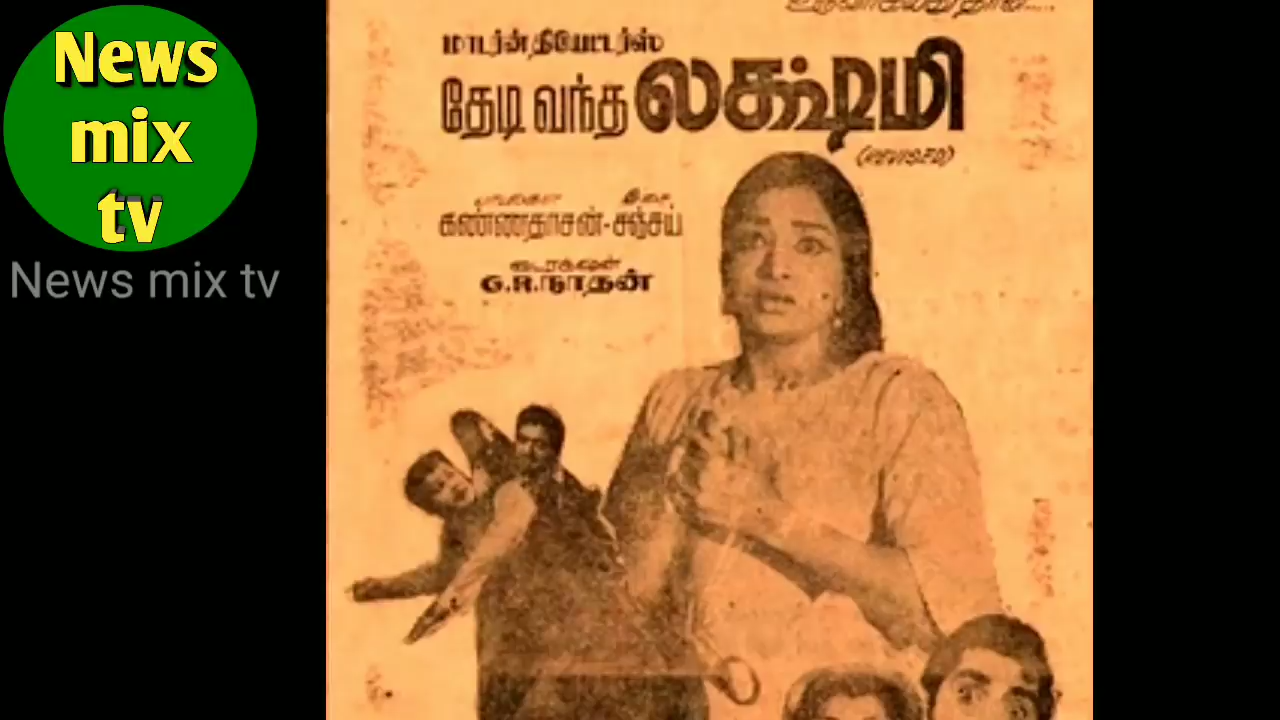 News
mix
tv
News mix tv
மாடர்ன் தியேட்டர்ஸ்
தேடி வந்த லக்ஷ்மி
கண்ணதாசன்-சஞ்சய்
G.R.நாதன்